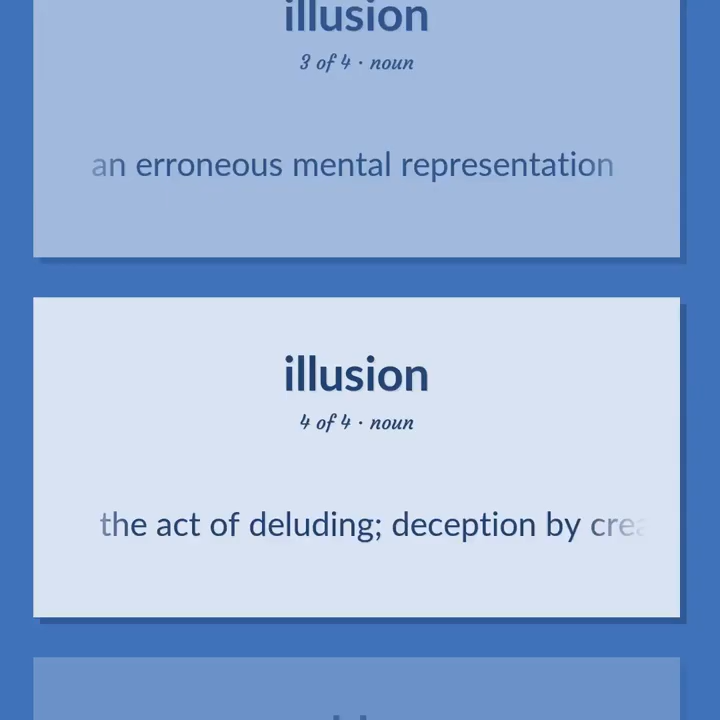 illusion
3 of 4 · noun
an erroneous mental representation
illusion
4 of 4 · noun
the act of deluding; deception by